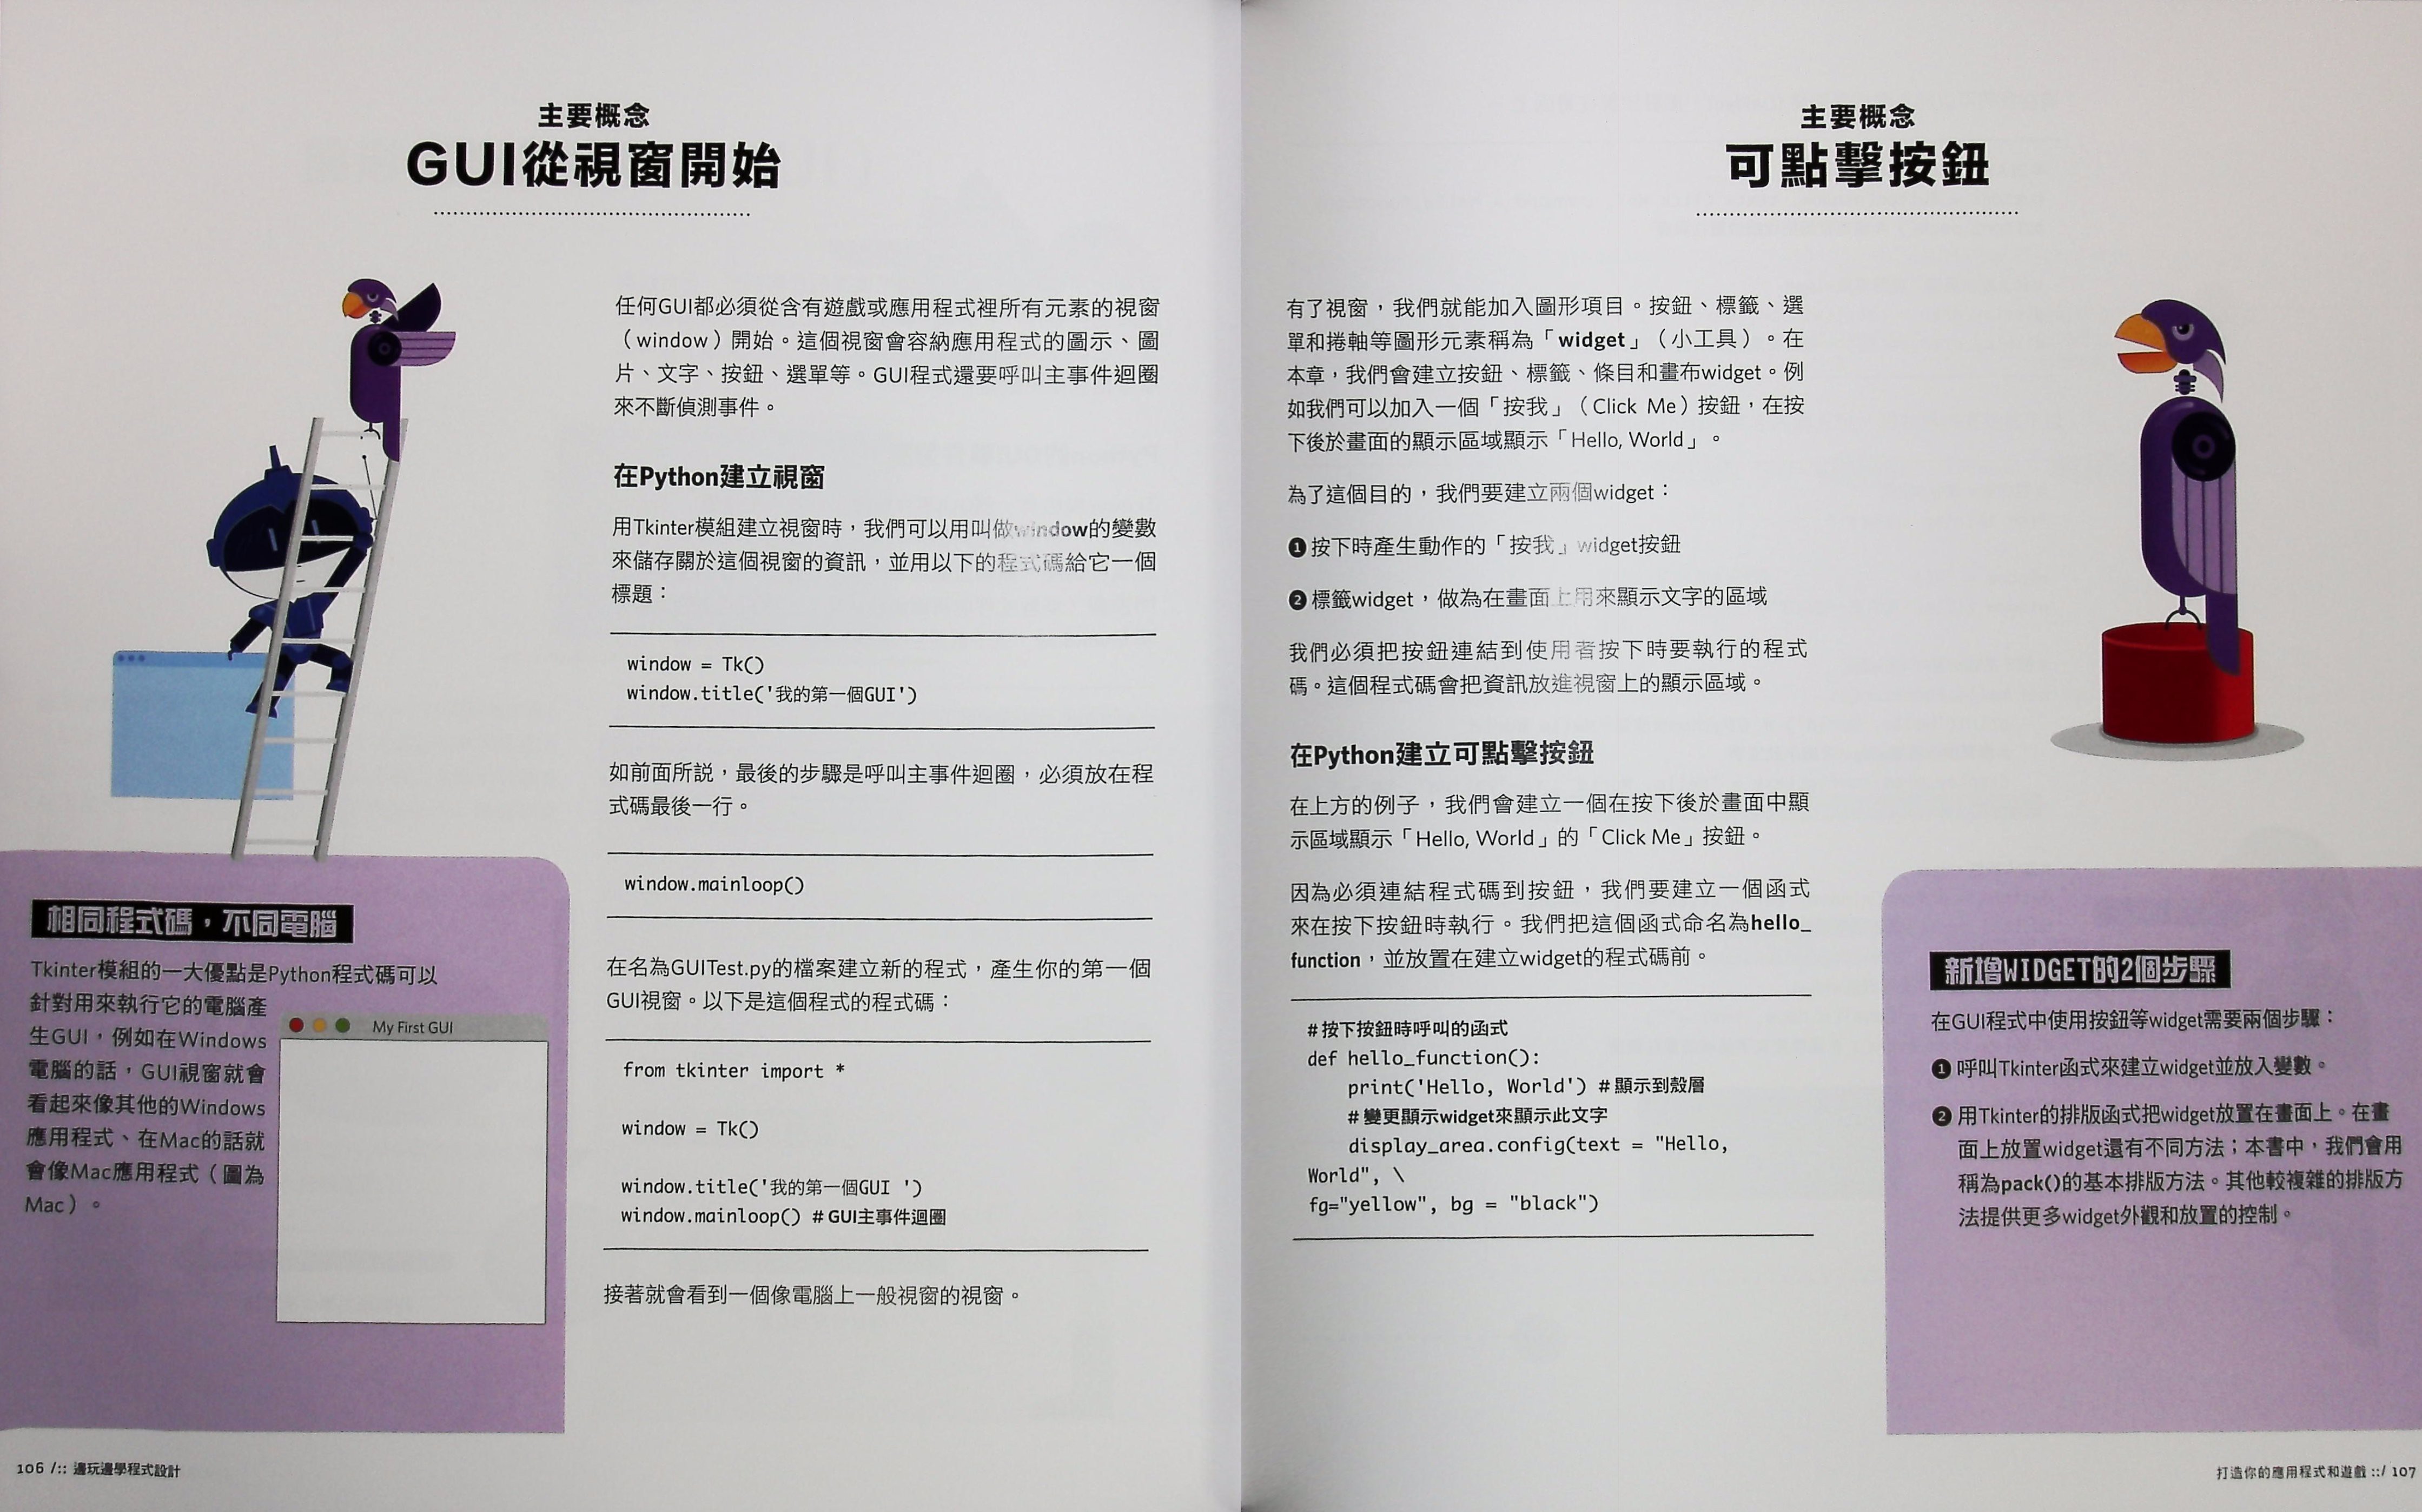 主要概念
GUI從視窗開始
任何GUI都必須從含有遊戲或應用程式裡所有元素的視窗
（window）開始。這個視窗會容納應用程式的圖示、圖
片、文字、按鈕、選單等。GUI程式還要呼叫主事件迴圈
來不斷偵測事件。
在Python建立視窗
用Tkinter模組建立視窗時，我們可以用叫做window的變數
來儲存關於這個視窗的資訊，並用以下的程式碼給它一個
標題：
window = Tk()
window.title('我的第一個GUI')
如前面所說，最後的步驟是呼叫主事件迴圈，必須放在程
式碼最後一行。
window.mainloop()
在名為GUITest.py的檔案建立新的程式，產生你的第一個
GUI視窗。以下是這個程式的程式碼：
from tkinter import *
window = Tk()
window.title('我的第一個GUI ')
window.mainloop() #GUI主事件迴圈
接著就會看到一個像電腦上一般視窗的視窗。
相同程式碼，不同電腦
Tkinter模組的一大優點是Python程式碼可以
針對用來執行它的電腦產
生GUI，例如在Windows
電腦的話，GUI視窗就會
看起來像其他的Windows
應用程式、在Mac的話就
會像Mac應用程式（圖為
Mac）。
My First GUI
106 /:: 邊玩邊學程式設計
主要概念
可點擊按鈕
有了視窗，我們就能加入圖形項目。按鈕、標籤、選
單和捲軸等圖形元素稱為「widget」（小工具）。在
本章，我們會建立按鈕、標籤、條目和畫布widget。例
如我們可以加入一個「按我」（Click Me）按鈕，在按
下後於畫面的顯示區域顯示「Hello, World」。
為了這個目的，我們要建立兩個widget：
❶按下時產生動作的「按我」widget按鈕
❷標籤widget，做為在畫面上用來顯示文字的區域
我們必須把按鈕連結到使用者按下時要執行的程式
碼。這個程式碼會把資訊放進視窗上的顯示區域。
在Python建立可點擊按鈕
在上方的例子，我們會建立一個在按下後於畫面中顯
示區域顯示「Hello, World」的「Click Me」按鈕。
因為必須連結程式碼到按鈕，我們要建立一個函式
來在按下按鈕時執行。我們把這個函式命名為hello_
function，並放置在建立widget的程式碼前。
#按下按鈕時呼叫的函式
def hello_function():
print('Hello, World') #顯示到殼層
#變更顯示widget來顯示此文字
display_area.config(text = "Hello,
World", \
fg="yellow", bg = "black")
新增WIDGET的2個步驟
在GUI程式中使用按鈕等widget需要兩個步驟：
❶呼叫Tkinter函式來建立widget並放入變數。
❷用Tkinter的排版函式把widget放置在畫面上。在畫
面上放置widget還有不同方法；本書中，我們會用
稱為pack()的基本排版方法。其他較複雜的排版方
法提供更多widget外觀和放置的控制。
打造你的應用程式和遊戲 ::/ 107